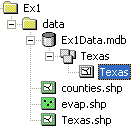 Ex1
data
Ex1Data.mdb
Texas
Texas
counties.shp
evap.shp
Texas.shp